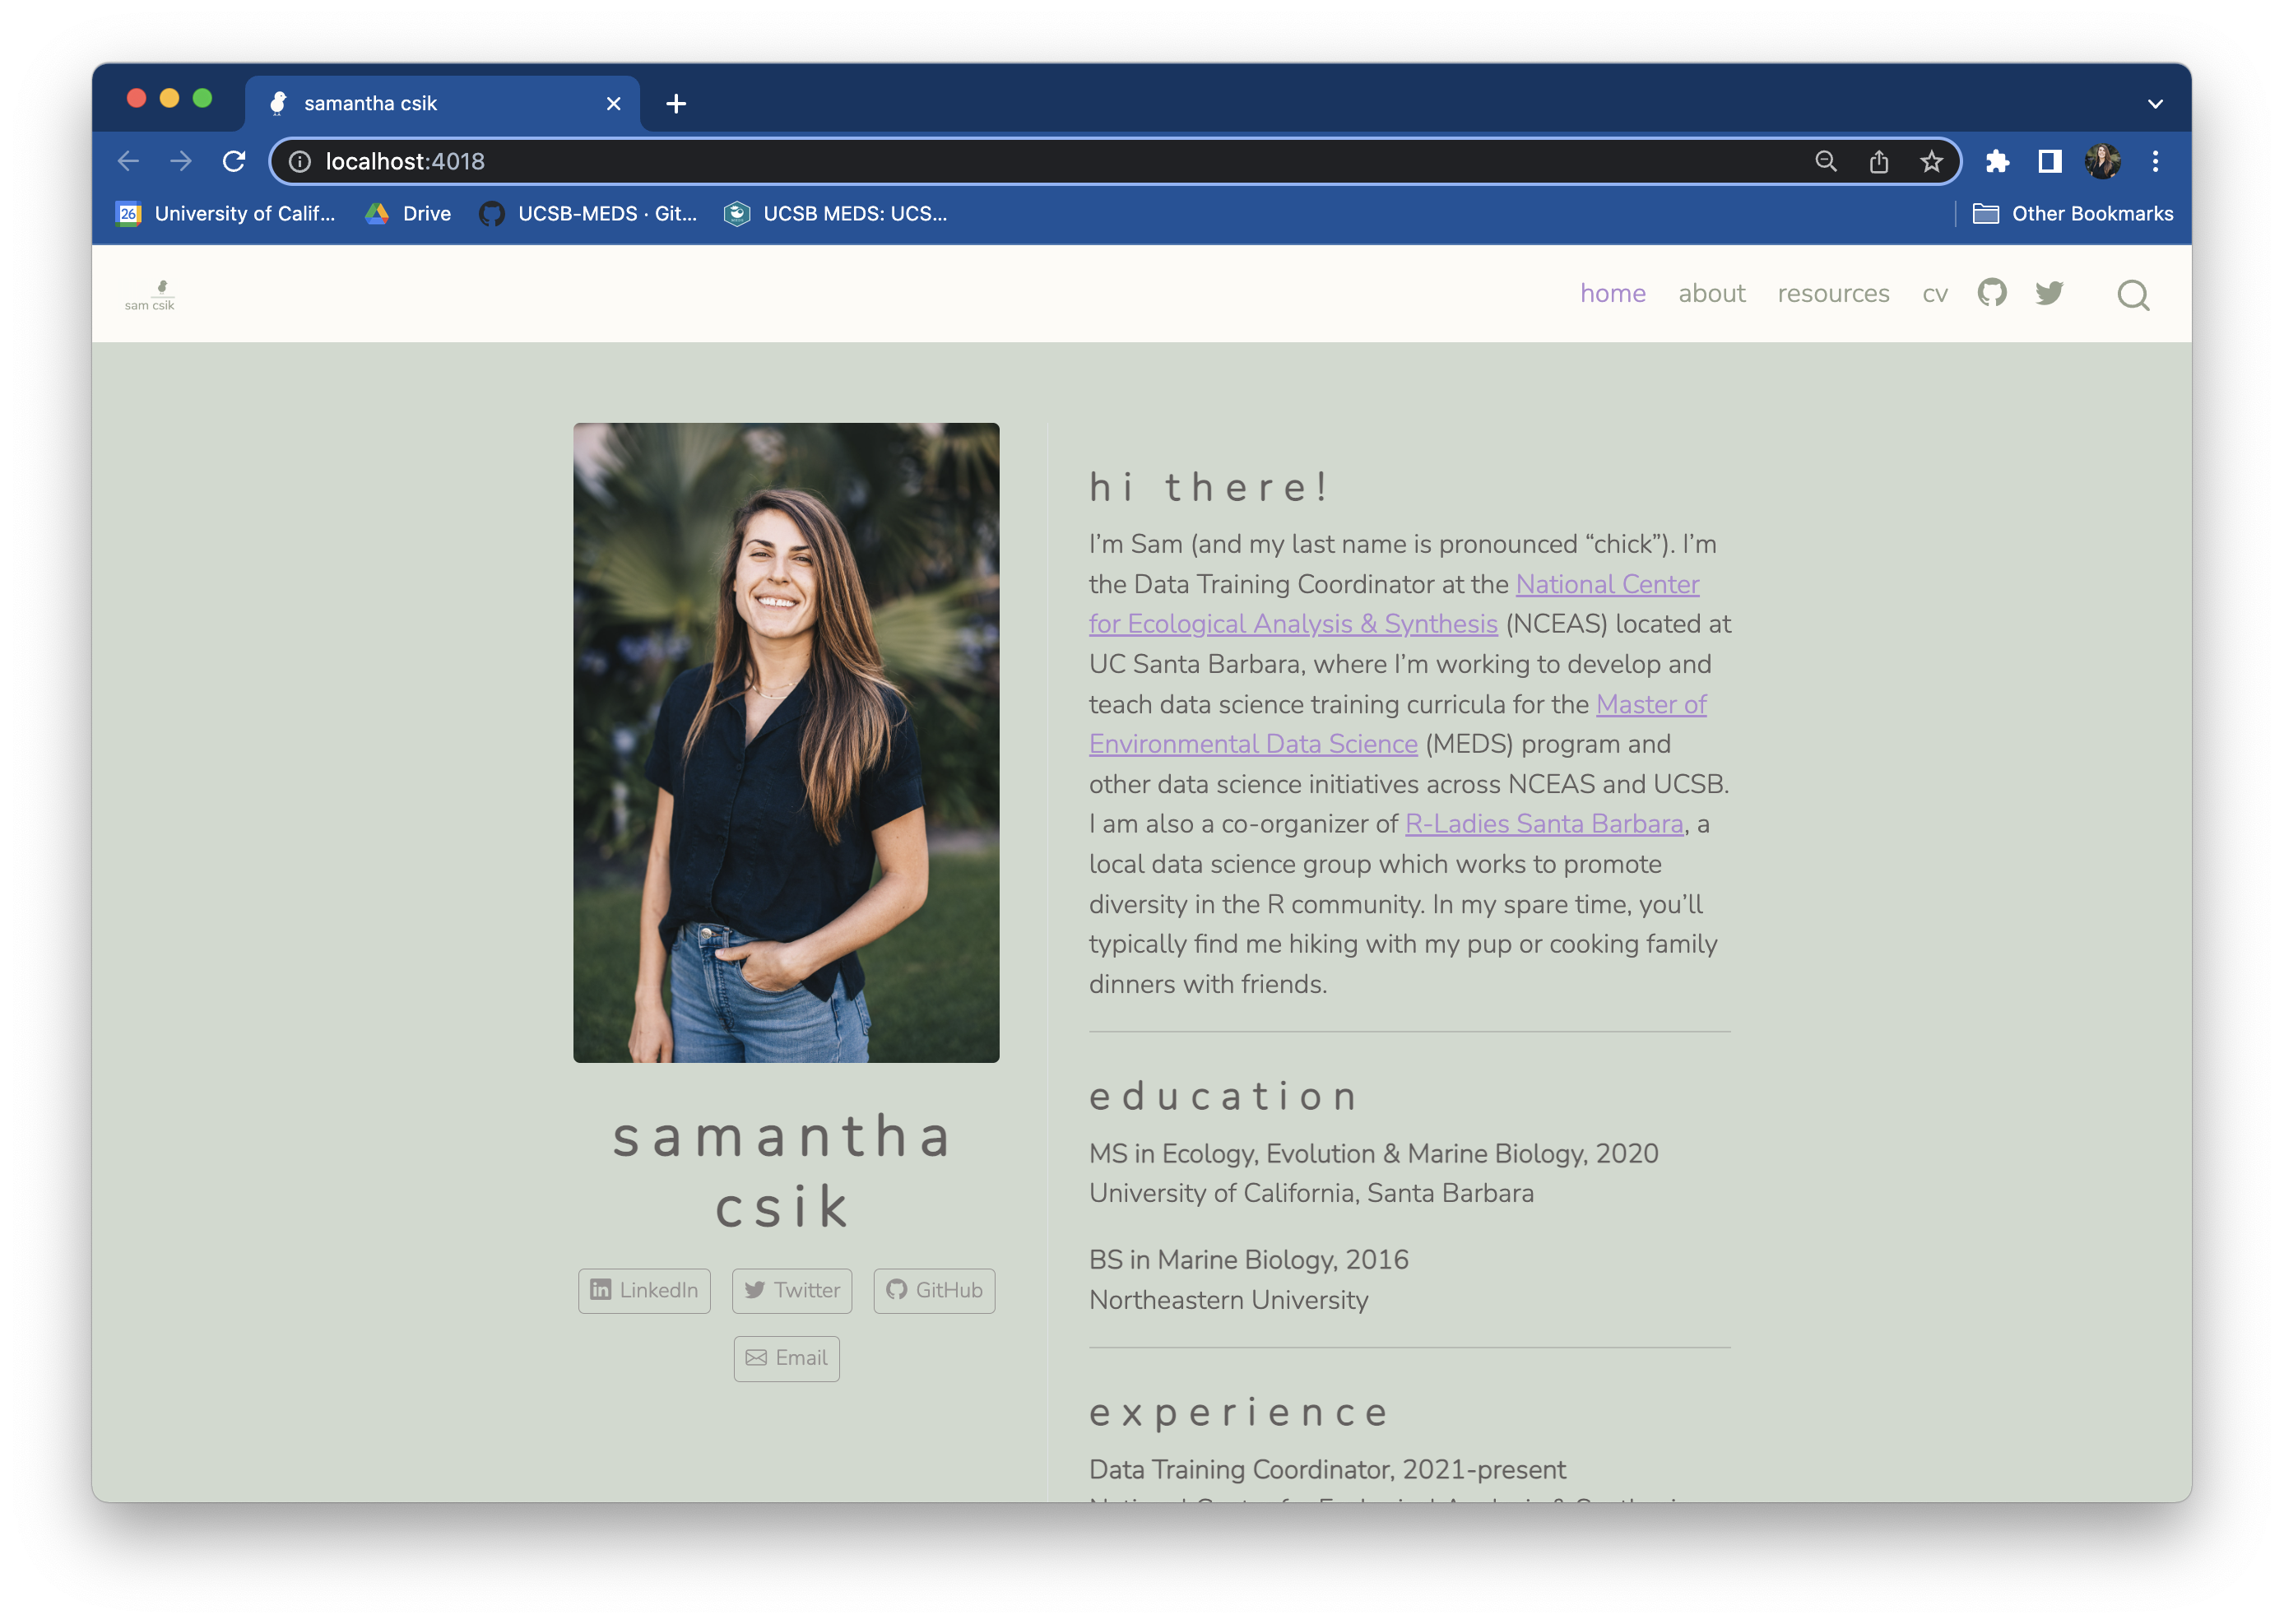 samantha csik
localhost:4018
26 University of Calif...
Drive
UCSB-MEDS · Git...
UCSB MEDS: UCS...
Other Bookmarks
sam csik
home
about
resources
cv
hi there!
I’m Sam (and my last name is pronounced “chick”). I’m
the Data Training Coordinator at the National Center
for Ecological Analysis & Synthesis (NCEAS) located at
UC Santa Barbara, where I’m working to develop and
teach data science training curricula for the Master of
Environmental Data Science (MEDS) program and
other data science initiatives across NCEAS and UCSB.
I am also a co-organizer of R-Ladies Santa Barbara, a
local data science group which works to promote
diversity in the R community. In my spare time, you’ll
typically find me hiking with my pup or cooking family
dinners with friends.
samantha
csik
in LinkedIn
Twitter
GitHub
Email
education
MS in Ecology, Evolution & Marine Biology, 2020
University of California, Santa Barbara
BS in Marine Biology, 2016
Northeastern University
experience
Data Training Coordinator, 2021-present